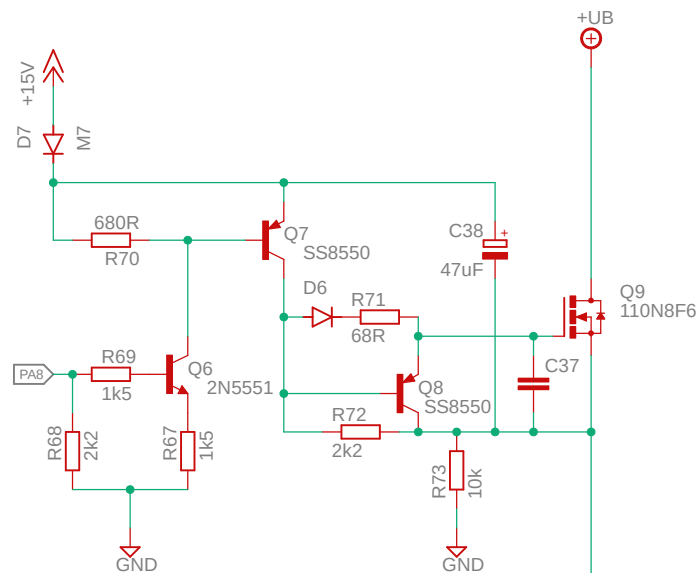 +UB
+15V
D7
M7
680R
R70
Q7
SS8550
C38
+
47uF
D6
R71
68R
Q9
110N8F6
PA8
R69
1k5
Q6
2N5551
Q8
SS8550
C37
R68
2k2
R67
1k5
R72
2k2
R73
10k
GND
GND